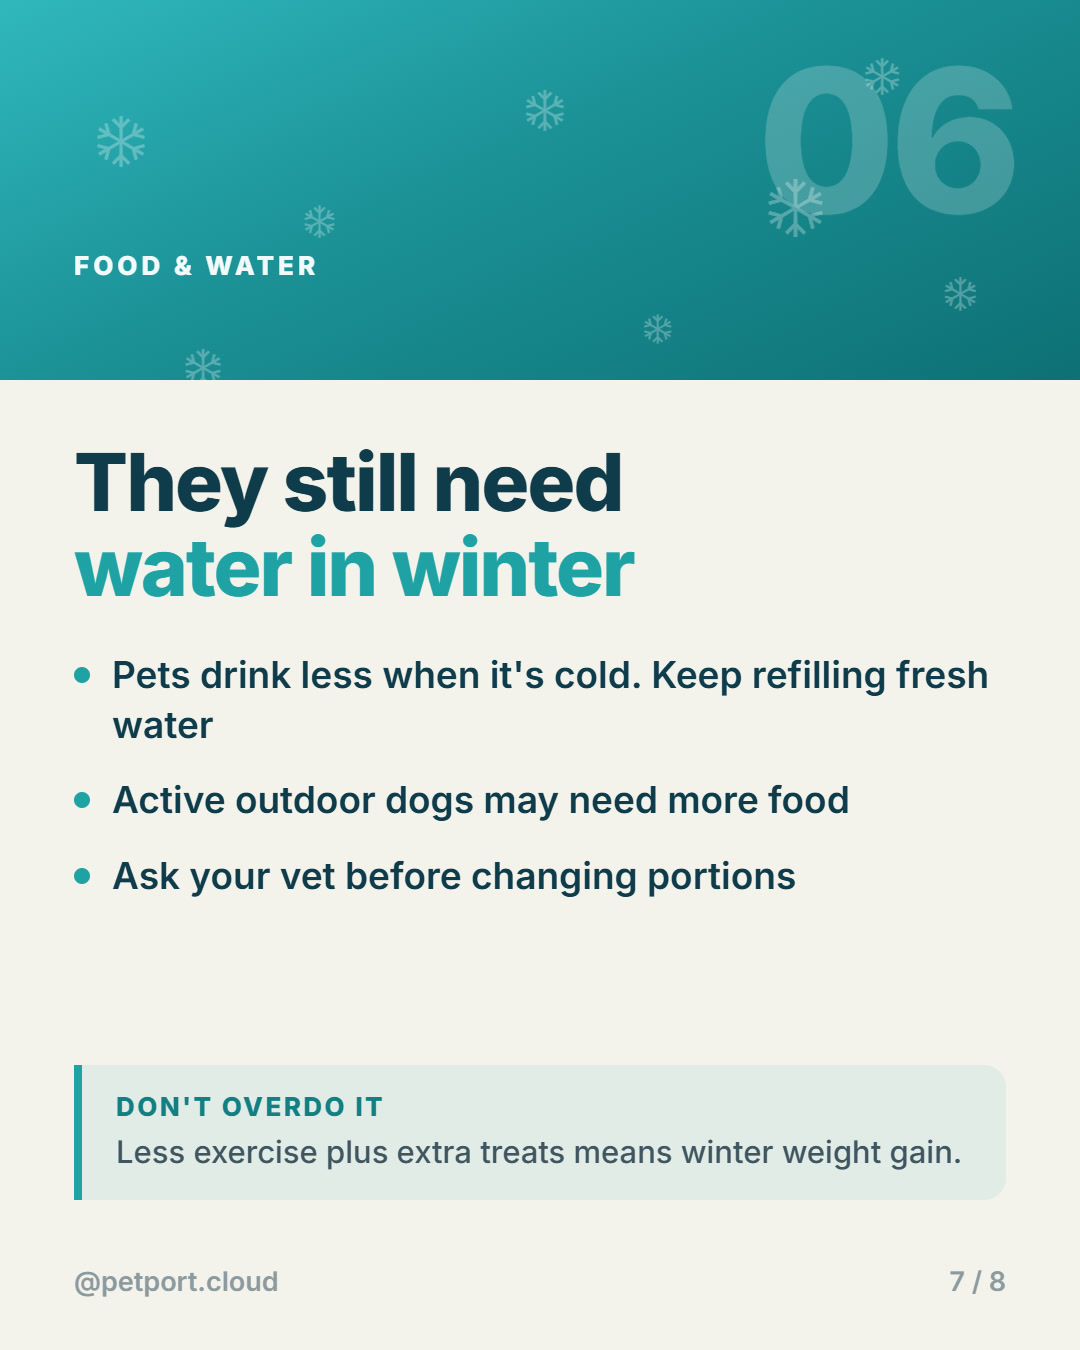 06
FOOD & WATER
They still need
water in winter
Pets drink less when it's cold. Keep refilling fresh
water
Active outdoor dogs may need more food
Ask your vet before changing portions
DON'T OVERDO IT
Less exercise plus extra treats means winter weight gain.
@petport.cloud
7 / 8